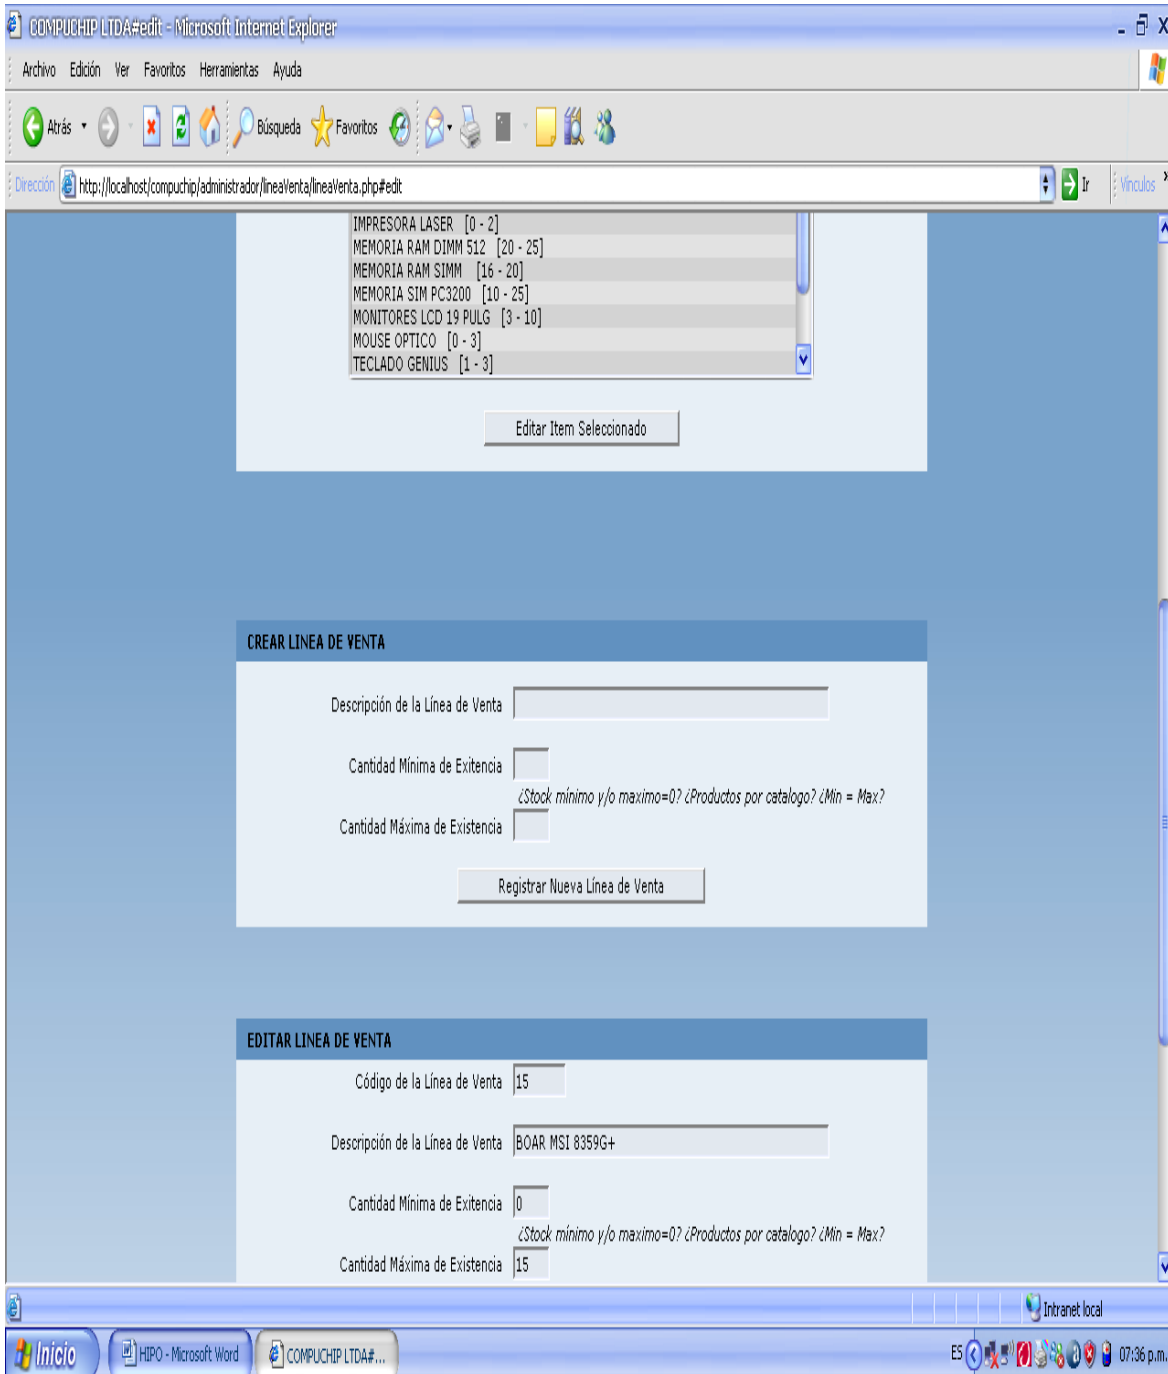 COMPUCHIP LTDA#edit - Microsoft Internet Explorer
Archivo Edición Ver Favoritos Herramientas Ayuda
Atrás Búsqueda Favoritos
Dirección http://localhost/compuchip/administrador/lineaVenta/lineaVenta.php#edit Ir Vínculos »
IMPRESORA LASER [0 - 2]
MEMORIA RAM DIMM 512 [20 - 25]
MEMORIA RAM SIMM [16 - 20]
MEMORIA SIM PC3200 [10 - 25]
MONITORES LCD 19 PULG [3 - 10]
MOUSE OPTICO [0 - 3]
TECLADO GENIUS [1 - 3]
Editar Item Seleccionado
CREAR LINEA DE VENTA
Descripción de la Línea de Venta
Cantidad Mínima de Exitencia
¿Stock mínimo y/o maximo=0? ¿Productos por catalogo? ¿Min = Max?
Cantidad Máxima de Existencia
Registrar Nueva Línea de Venta
EDITAR LINEA DE VENTA
Código de la Línea de Venta 15
Descripción de la Línea de Venta BOAR MSI 8359G+
Cantidad Mínima de Exitencia 0
¿Stock mínimo y/o maximo=0? ¿Productos por catalogo? ¿Min = Max?
Cantidad Máxima de Existencia 15
Intranet local
Inicio HIPO - Microsoft Word COMPUCHIP LTDA#... ES 07:36 p.m.